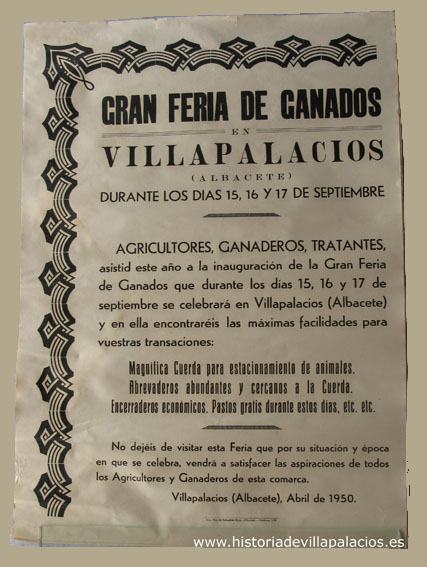 GRAN FERIA DE GANADOS
EN
VILLAPALACIOS
(ALBACETE)
DURANTE LOS DIAS 15, 16 Y 17 DE SEPTIEMBRE
AGRICULTORES, GANADEROS, TRATANTES,
asistid este año a la inauguración de la Gran Feria
de Ganados que durante los días 15, 16 y 17 de
septiembre se celebrará en Villapalacios (Albacete)
y en ella encontraréis las máximas facilidades para
vuestras transaciones:
Magnífica Cuerda para estacionamiento de animales.
Abrevaderos abundantes y cercanos a la Cuerda.
Encerraderos económicos. Pastos gratis durante estos días, etc. etc.
No dejéis de visitar esta Feria que por su situación y época
en que se celebra, vendrá a satisfacer las aspiraciones de todos
los Agricultores y Ganaderos de esta comarca.
Villapalacios (Albacete), Abril de 1950.
www.historiadevillapalacios.es